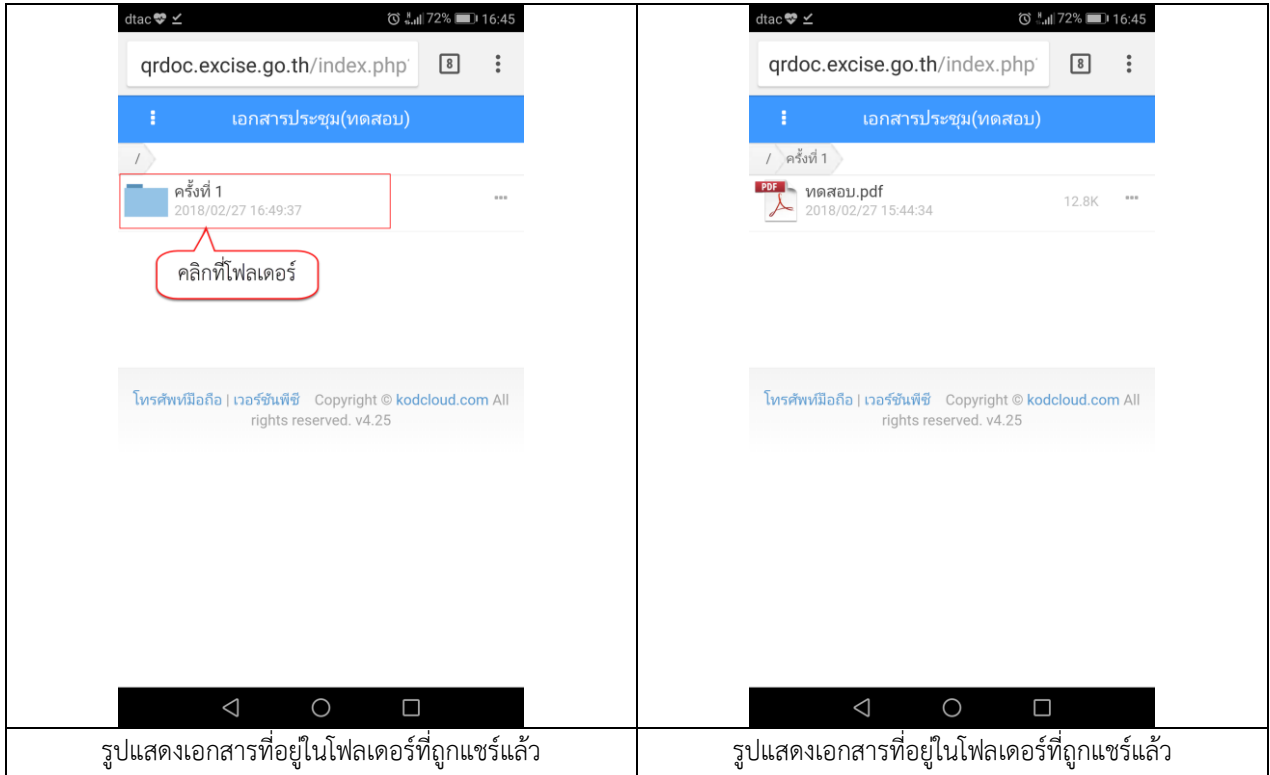 dtac 72% 16:45
qrdoc.excise.go.th/index.php 8
เอกสารประชุม(ทดสอบ)
/
ครั้งที่ 1
2018/02/27 16:49:37
คลิกที่โฟลเดอร์
โทรศัพท์มือถือ | เวอร์ชันพีซี Copyright © kodcloud.com All
rights reserved. v4.25
รูปแสดงเอกสารที่อยู่ในโฟลเดอร์ที่ถูกแชร์แล้ว
dtac 72% 16:45
qrdoc.excise.go.th/index.php 8
เอกสารประชุม(ทดสอบ)
/ ครั้งที่ 1
PDF ทดสอบ.pdf
2018/02/27 15:44:34 12.8K
โทรศัพท์มือถือ | เวอร์ชันพีซี Copyright © kodcloud.com All
rights reserved. v4.25
รูปแสดงเอกสารที่อยู่ในโฟลเดอร์ที่ถูกแชร์แล้ว